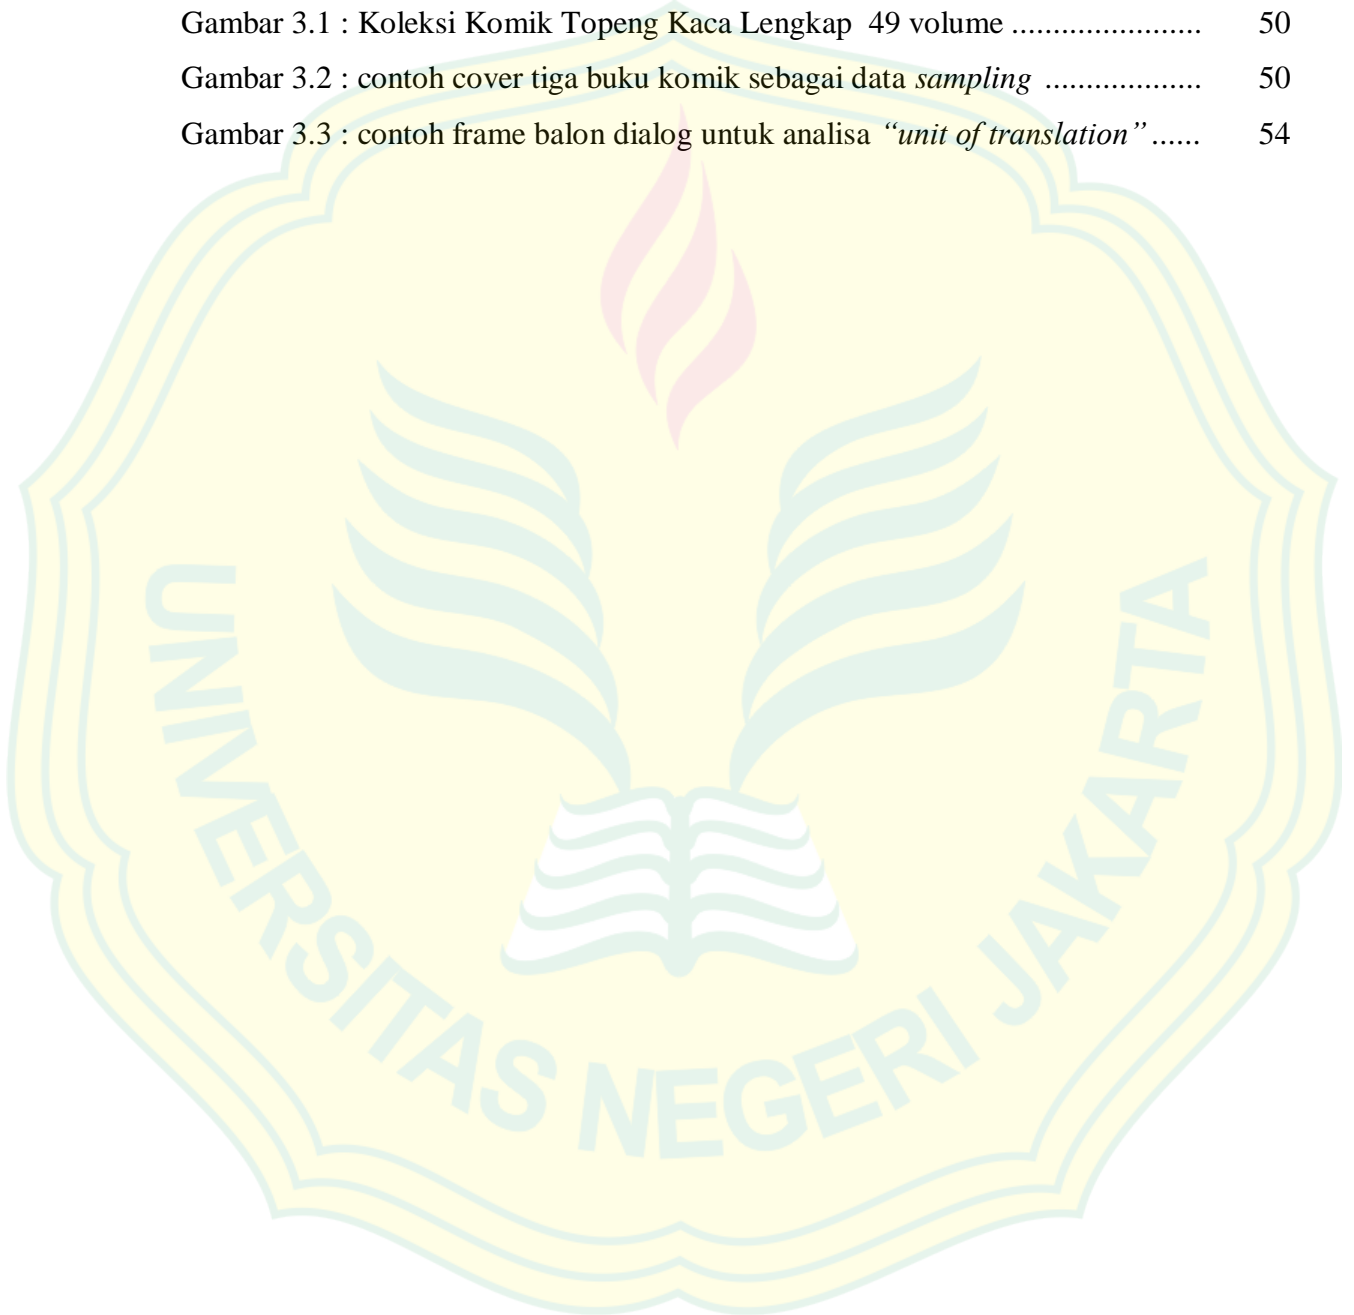 Gambar 3.1 : Koleksi Komik Topeng Kaca Lengkap  49 volume ....................... 50
Gambar 3.2 : contoh cover tiga buku komik sebagai data sampling ................... 50
Gambar 3.3 : contoh frame balon dialog untuk analisa “unit of translation” ...... 54
UNIVERSITAS NEGERI JAKARTA